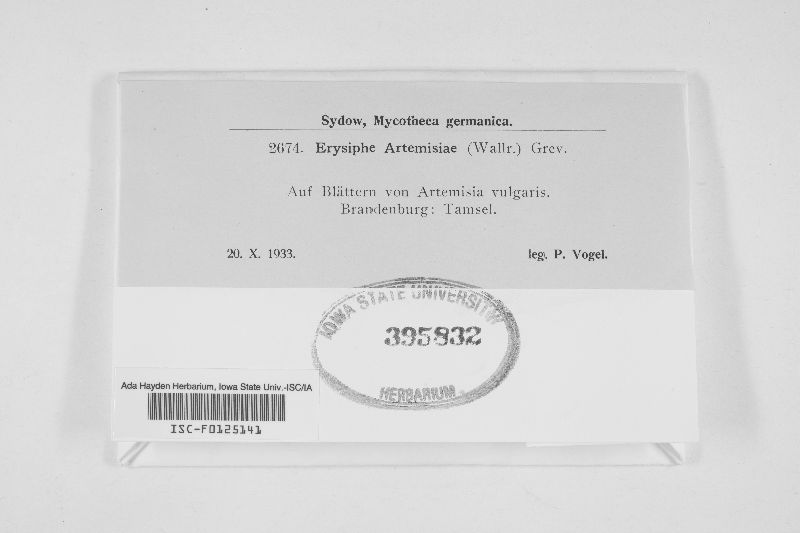 Sydow, Mycotheca germanica.
2674. Erysiphe Artemisiae (Wallr.) Grev.
Auf Blättern von Artemisia vulgaris.
Brandenburg: Tamsel.
20. X. 1933. leg. P. Vogel.
IOWA STATE UNIVERSITY
395832
HERBARIUM
Ada Hayden Herbarium, Iowa State Univ.-ISC/IA
ISC-F0125141